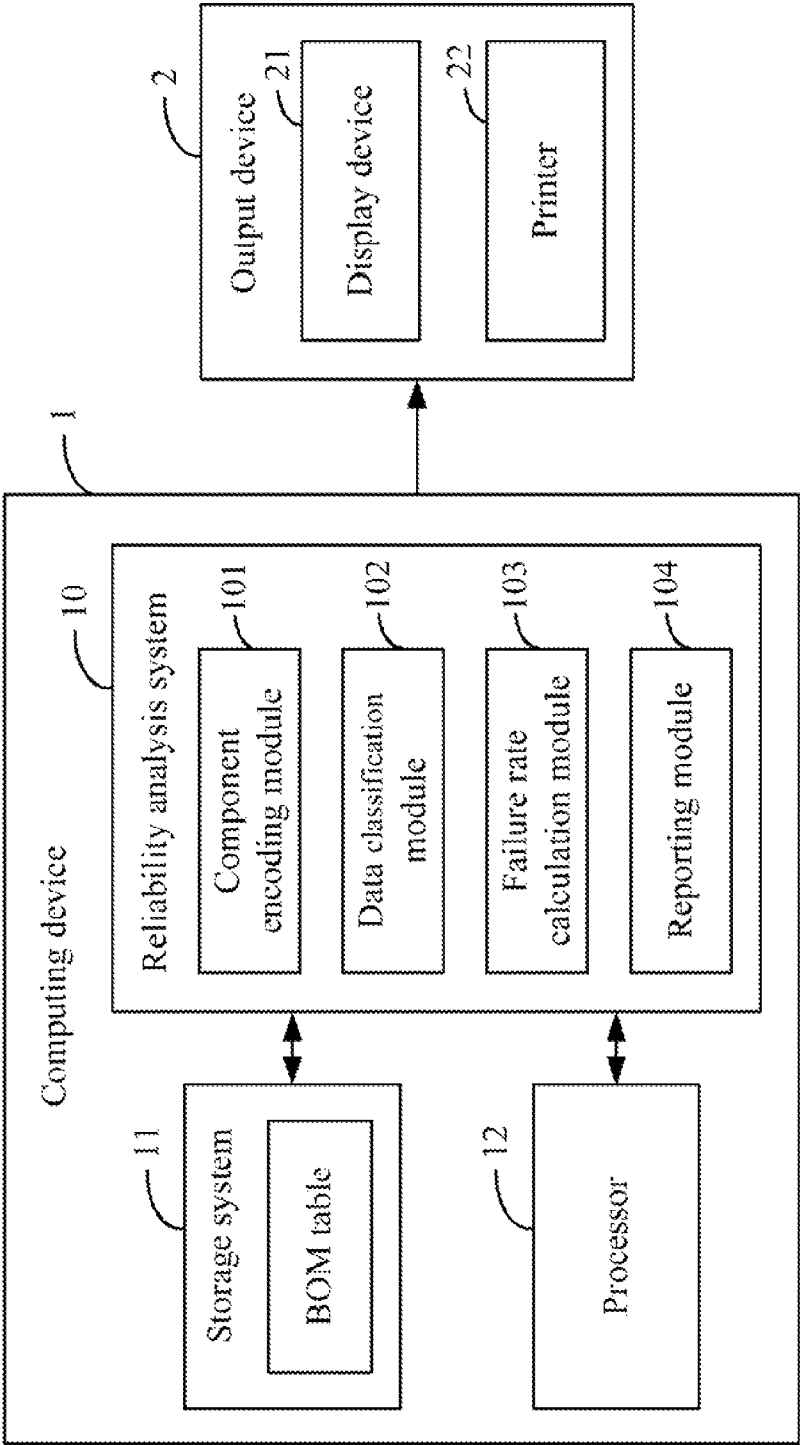 Computing device
1
Storage system
11
BOM table
Processor
12
Reliability analysis system
10
Component
encoding module
101
Data classification
module
102
Failure rate
calculation module
103
Reporting module
104
Output device
2
Display device
21
Printer
22